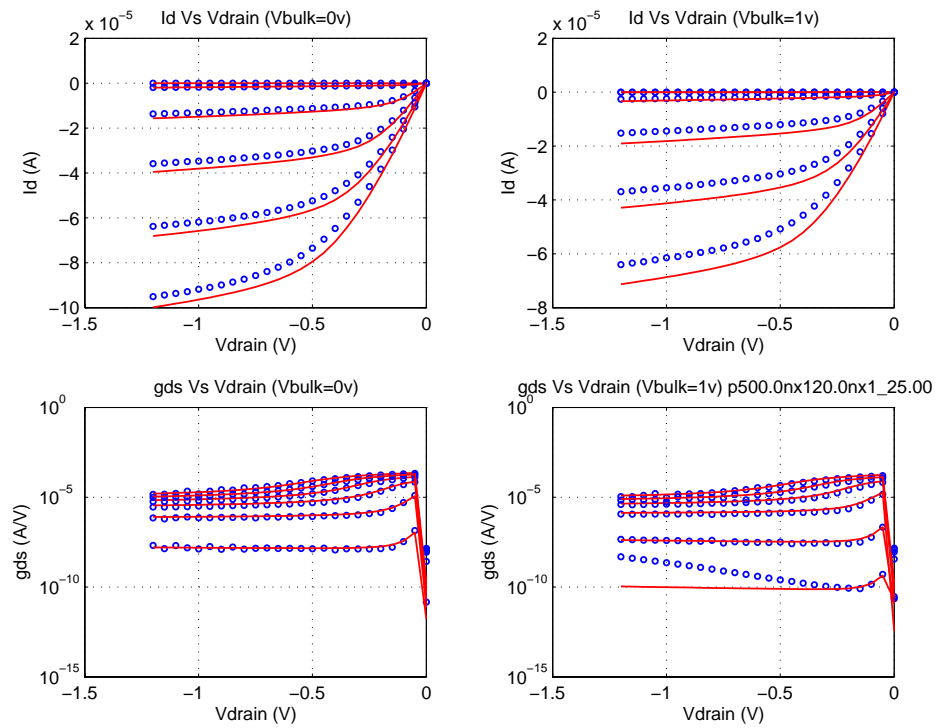 Id Vs Vdrain (Vbulk=0v)
x 10^-5
2
0
−2
−4
−6
−8
−10
−1.5
−1
−0.5
0
Id (A)
Vdrain (V)
Id Vs Vdrain (Vbulk=1v)
x 10^-5
2
0
−2
−4
−6
−8
−1.5
−1
−0.5
0
Id (A)
Vdrain (V)
gds Vs Vdrain (Vbulk=0v)
10^0
10^-5
10^-10
10^-15
−1.5
−1
−0.5
0
gds (A/V)
Vdrain (V)
gds Vs Vdrain (Vbulk=1v) p500.0nx120.0nx1_25.00
10^0
10^-5
10^-10
10^-15
−1.5
−1
−0.5
0
gds (A/V)
Vdrain (V)